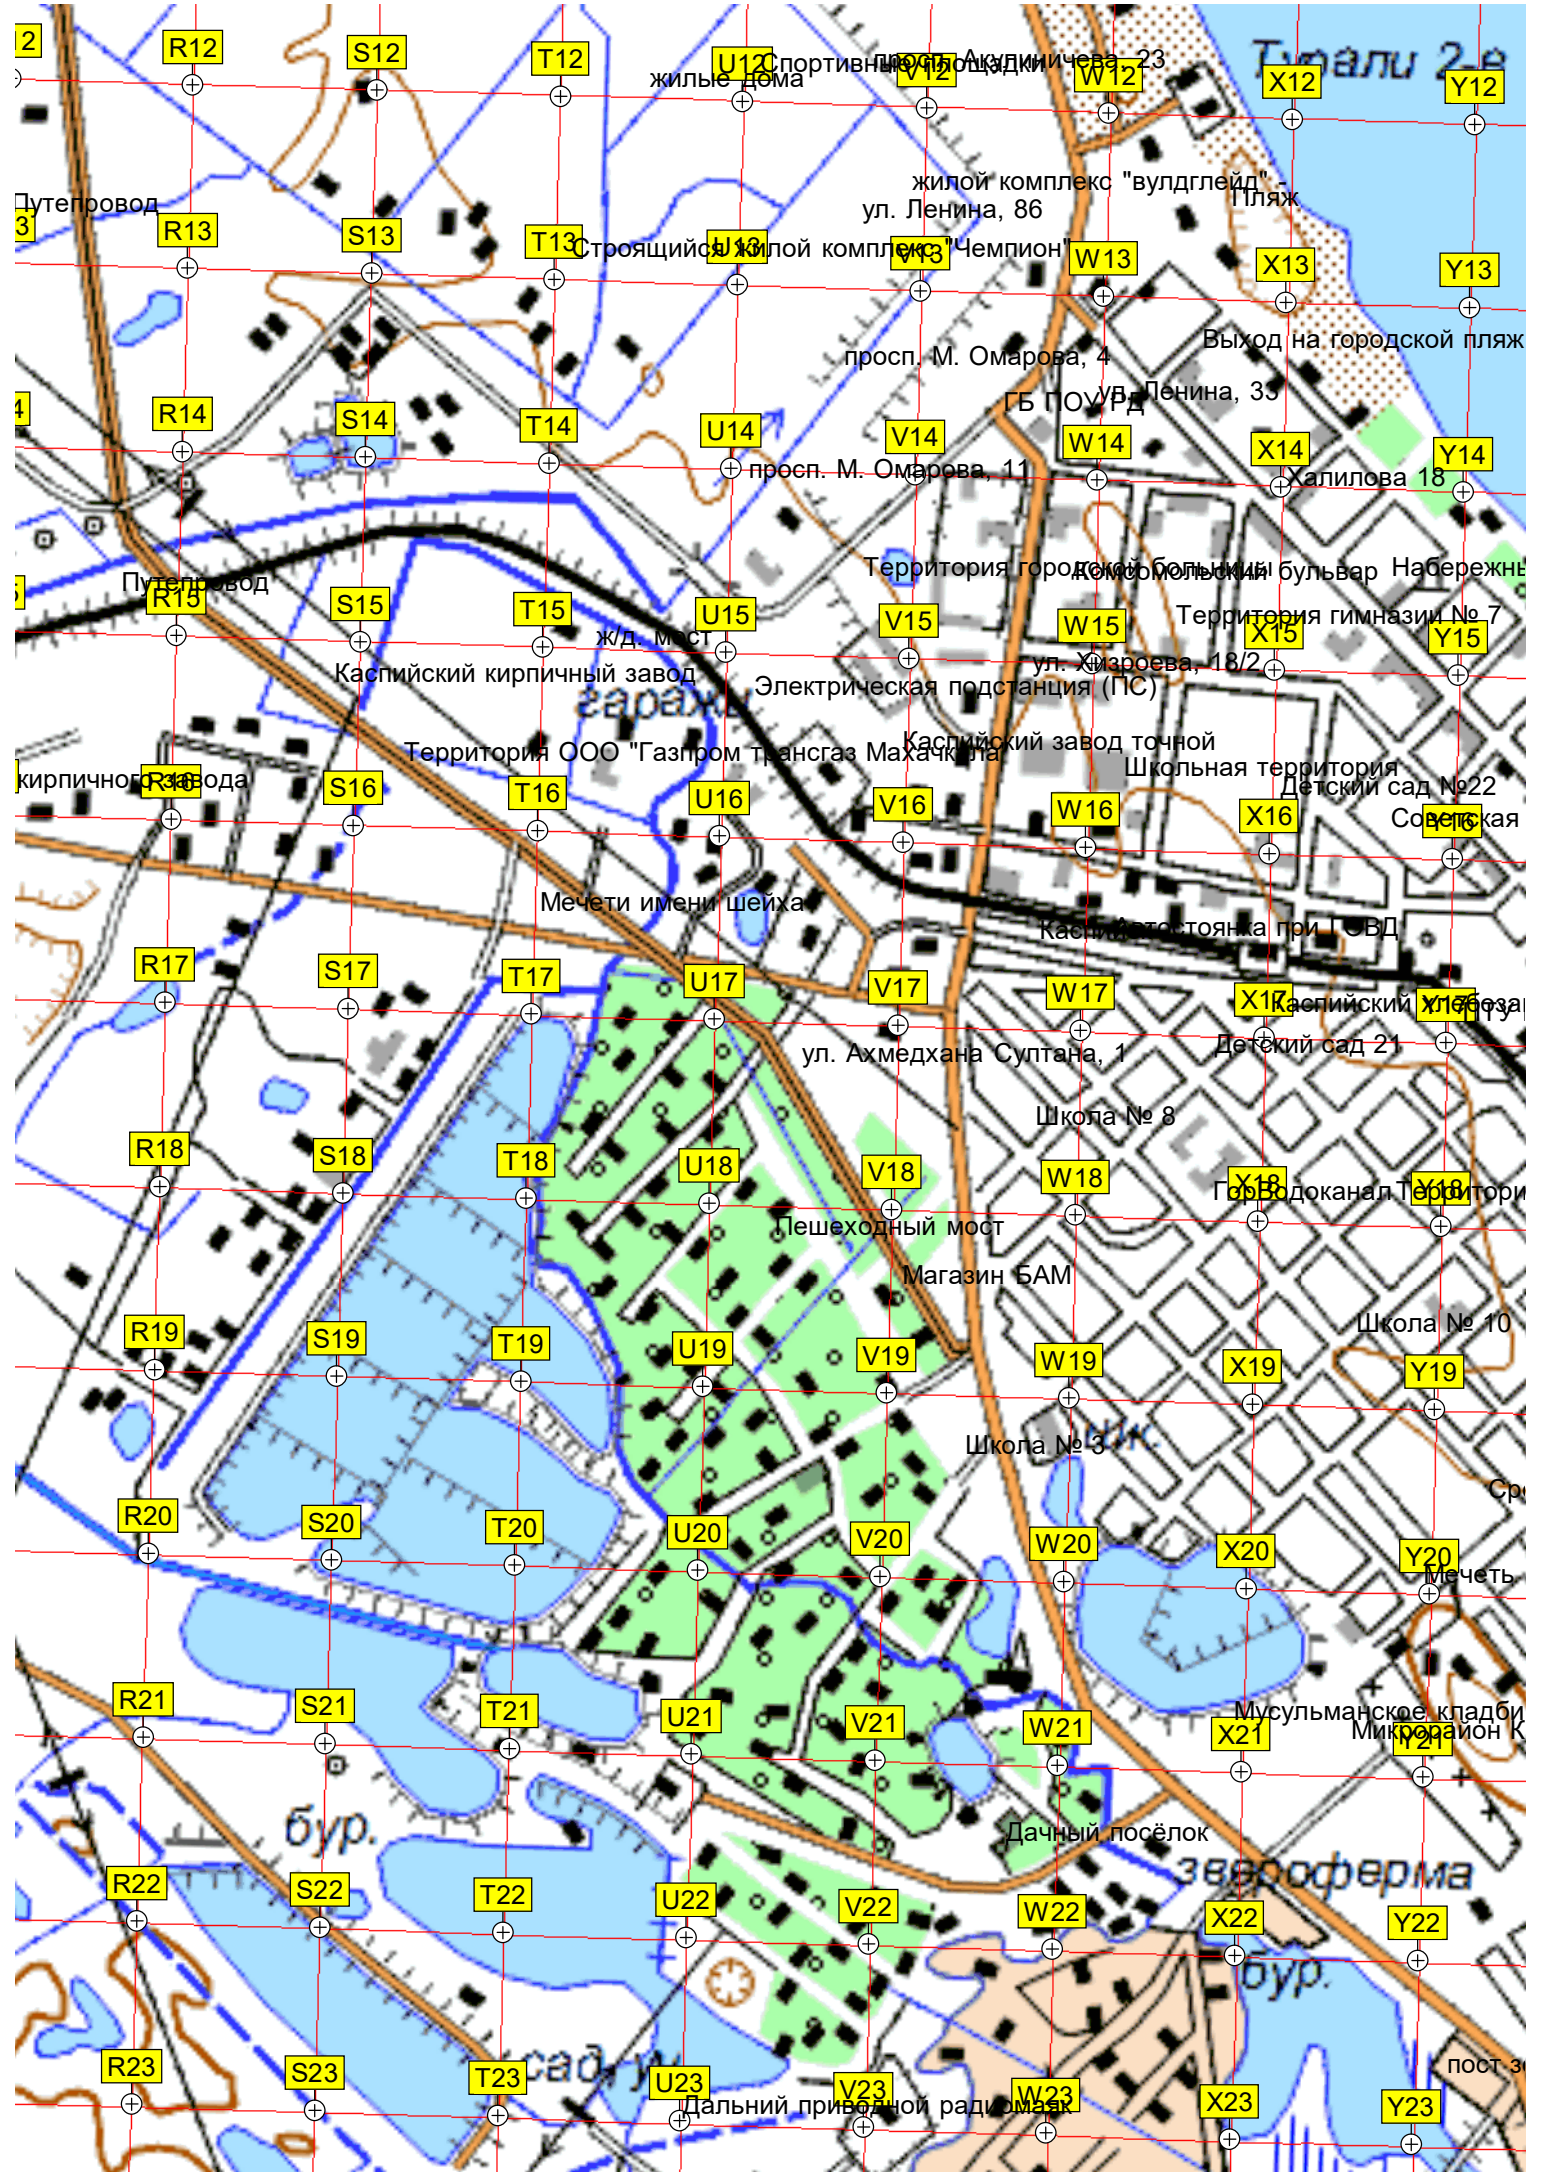 R12
S12
T12
U12
Спортивные площадки
жилые дома
V12
просп. Акулиничева, 23
W12
Турали 2-е
X12
Y12
жилой комплекс "вулдглейд" -
Пляж
ул. Ленина, 86
Путепровод
R13
S13
T13
Строящийся жилой комплекс "Чемпион"
U13
V13
W13
X13
Y13
Выход на городской пляж
просп. М. Омарова, 4
ул. Ленина, 33
ГБ ПОУ РД
R14
S14
T14
U14
V14
W14
X14
Y14
просп. М. Омарова, 11
Халилова 18
Территория городской больницы
Комсомольский бульвар
Путепровод
R15
S15
T15
U15
V15
W15
Территория гимназии № 7
X15
Y15
ж/д. мост
ул. Хизроева, 18/2
Каспийский кирпичный завод
Электрическая подстанция (ПС)
гаражи
Каспийский завод точной
Территория ООО "Газпром трансгаз Махачкала"
Школьная территория
кирпичного завода
R16
S16
T16
U16
V16
W16
X16
Детский сад №22
Советская
Y16
Мечети имени шейха
Автостоянка при ГОВД
R17
S17
T17
U17
V17
W17
X17
Y17
ул. Ахмедхана Султана, 1
Детский сад 21
Школа № 8
R18
S18
T18
U18
V18
W18
X18
Y18
ГорВодоканал
Пешеходный мост
Магазин БАМ
Школа № 10
R19
S19
T19
U19
V19
W19
X19
Y19
шк.
Школа № 3
R20
S20
T20
U20
V20
W20
X20
Y20
Мечеть
R21
S21
T21
U21
V21
W21
X21
Y21
Мусульманское кладби
Микрорайон К
бур.
Дачный посёлок
звероферма
R22
S22
T22
U22
V22
W22
X22
Y22
бур.
сад, уч
пост
R23
S23
T23
U23
V23
W23
X23
Y23
Дальний приводной радиомаяк